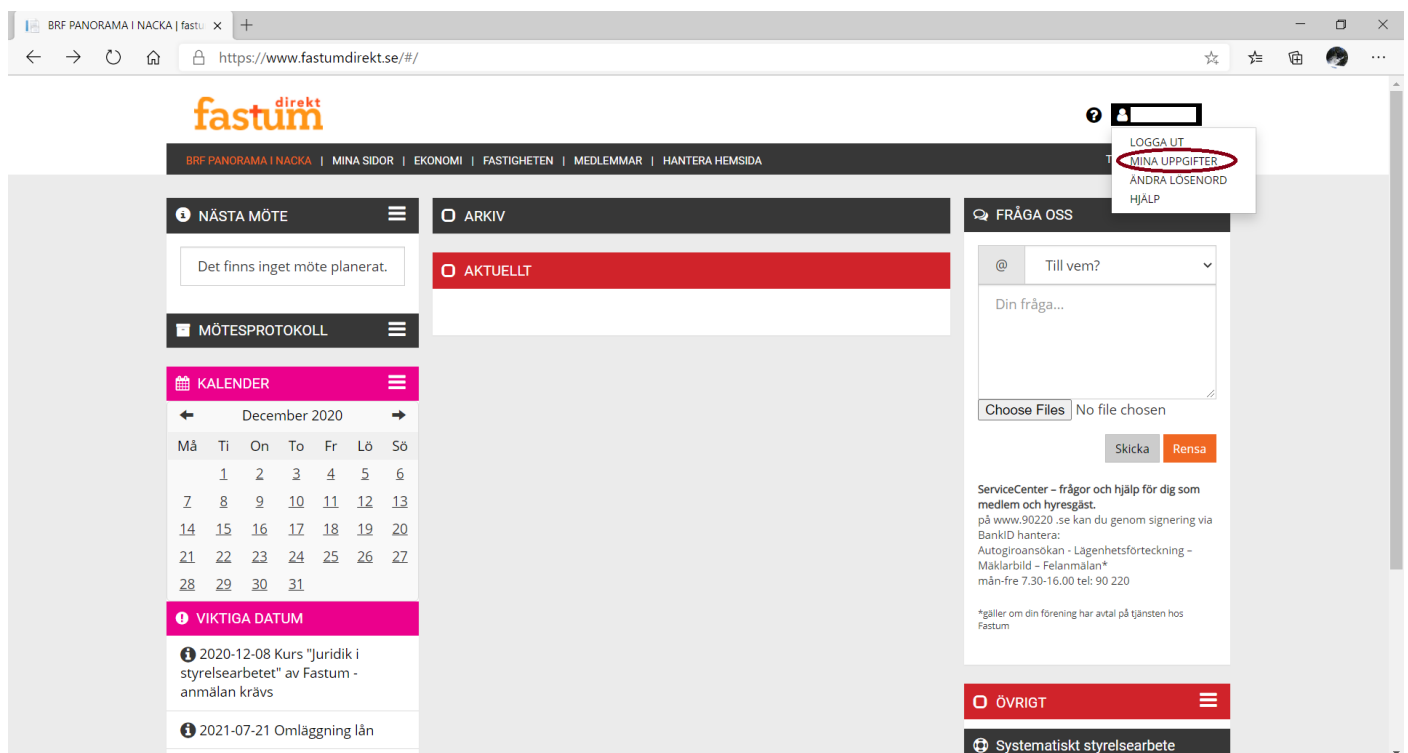 BRF PANORAMA I NACKA | fastu
https://www.fastumdirekt.se/#/
fastum direkt
LOGGA UT
MINA UPPGIFTER
ÄNDRA LÖSENORD
HJÄLP
BRF PANORAMA I NACKA | MINA SIDOR | EKONOMI | FASTIGHETEN | MEDLEMMAR | HANTERA HEMSIDA
NÄSTA MÖTE
Det finns inget möte planerat.
MÖTESPROTOKOLL
KALENDER
December 2020
Må Ti On To Fr Lö Sö
1 2 3 4 5 6
7 8 9 10 11 12 13
14 15 16 17 18 19 20
21 22 23 24 25 26 27
28 29 30 31
VIKTIGA DATUM
2020-12-08 Kurs "Juridik i
styrelsearbetet" av Fastum -
anmälan krävs
2021-07-21 Omläggning lån
ARKIV
AKTUELLT
FRÅGA OSS
@ Till vem?
Din fråga...
Choose Files No file chosen
Skicka Rensa
ServiceCenter – frågor och hjälp för dig som
medlem och hyresgäst.
på www.90220 .se kan du genom signering via
BankID hantera:
Autogiroansökan - Lägenhetsförteckning –
Mäklarbild – Felanmälan*
mån-fre 7.30-16.00 tel: 90 220
*gäller om din förening har avtal på tjänsten hos
Fastum
ÖVRIGT
Systematiskt styrelsearbete